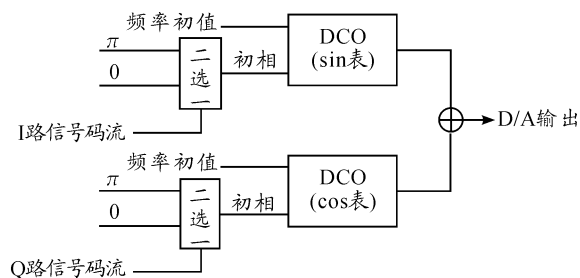 频率初值
π
0
二选一
初相
DCO
(sin表)
I路信号码流
D/A输出
频率初值
π
0
二选一
初相
DCO
(cos表)
Q路信号码流